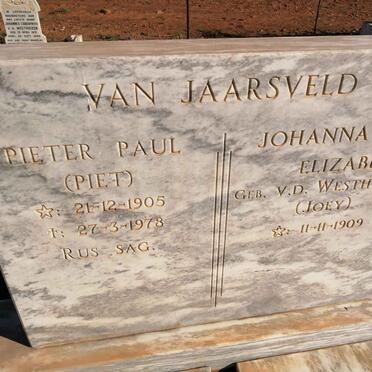 VAN JAARSVELD
PIETER PAUL
(PIET)
☆: 21-12-1905
†: 27-3-1978
RUS SAG.
JOHANNA
ELIZABE
GEB. V.D. WESTH
(JOEY)
☆: 11-11-1909